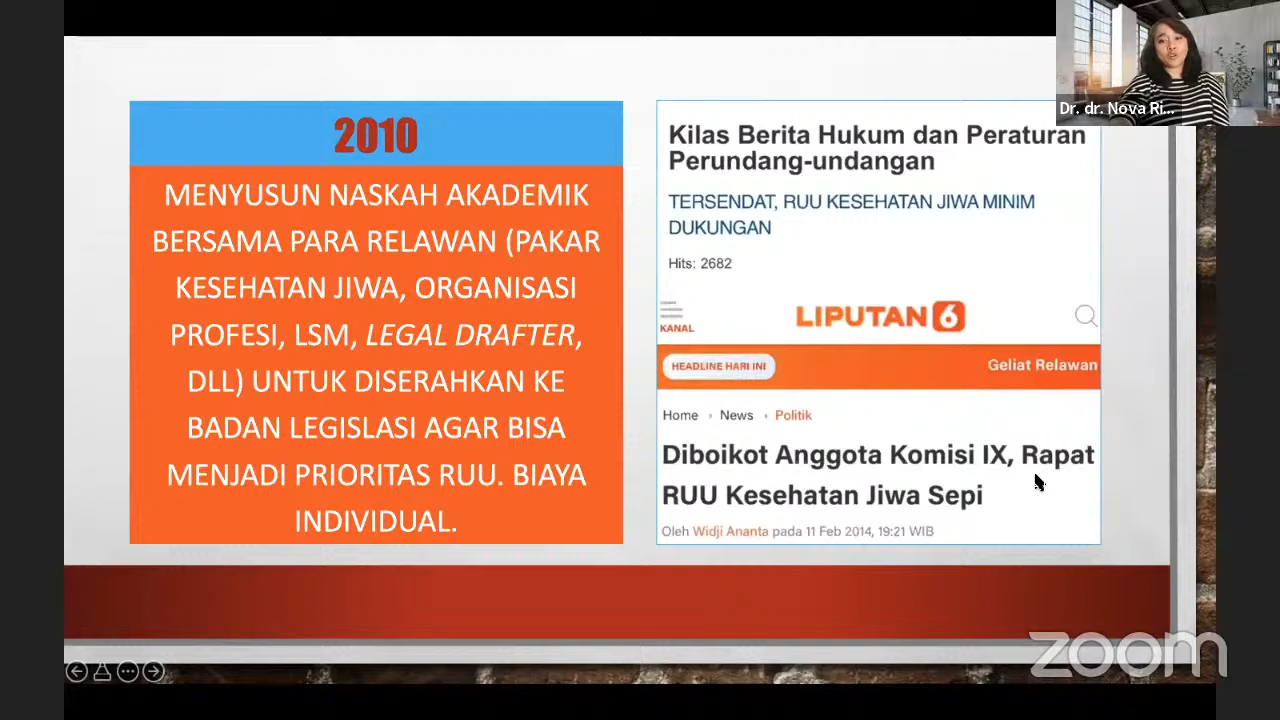 2010
MENYUSUN NASKAH AKADEMIK
BERSAMA PARA RELAWAN (PAKAR
KESEHATAN JIWA, ORGANISASI
PROFESI, LSM, LEGAL DRAFTER,
DLL) UNTUK DISERAHKAN KE
BADAN LEGISLASI AGAR BISA
MENJADI PRIORITAS RUU. BIAYA
INDIVIDUAL.
Kilas Berita Hukum dan Peraturan
Perundang-undangan
TERSENDAT, RUU KESEHATAN JIWA MINIM
DUKUNGAN
Hits: 2682
KANAL
LIPUTAN 6
HEADLINE HARI INI
Geliat Relawan
Home › News › Politik
Diboikot Anggota Komisi IX, Rapat
RUU Kesehatan Jiwa Sepi
Oleh Widji Ananta pada 11 Feb 2014, 19:21 WIB
Dr. dr. Nova Ri...
zoom